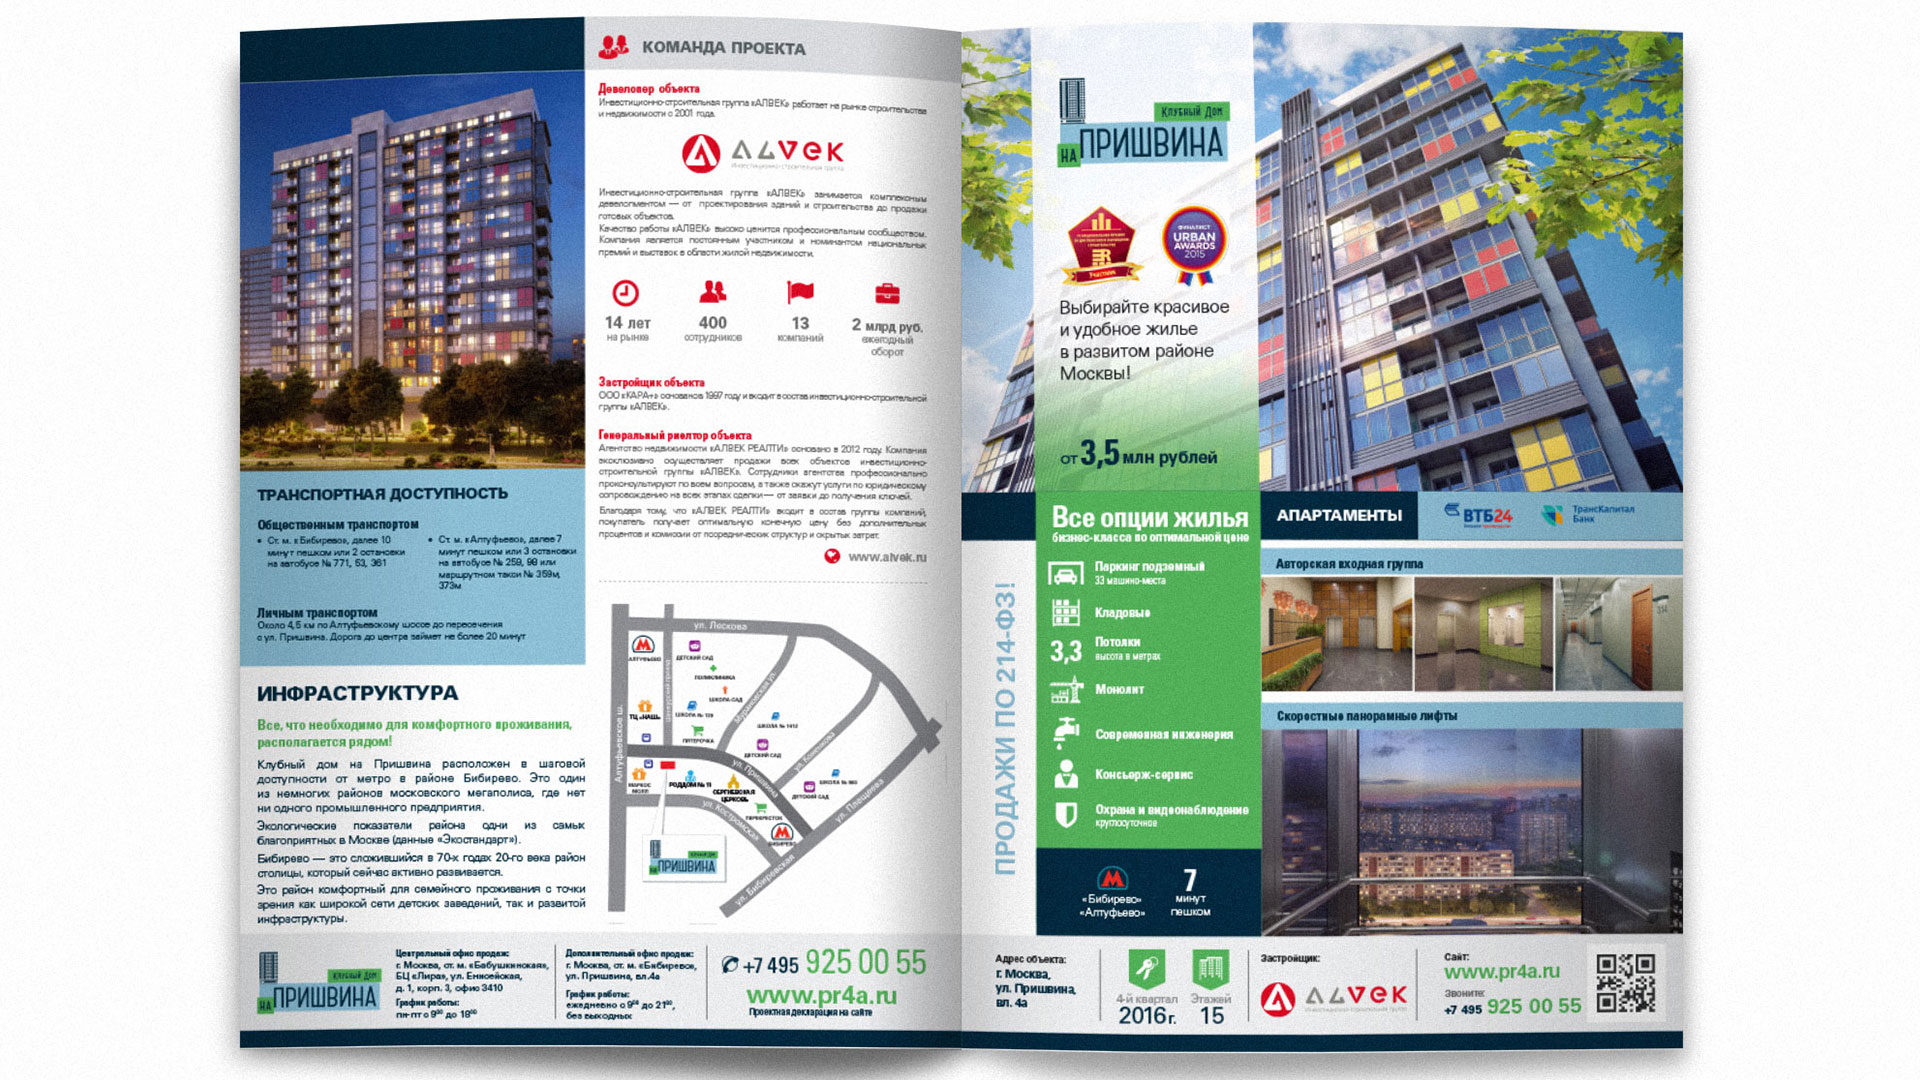 ТРАНСПОРТНАЯ ДОСТУПНОСТЬ
Общественным транспортом
• Ст. м. «Бибирево», далее 10
минут пешком или 2 остановки
на автобусе № 771, 53, 361
• Ст. м. «Алтуфьево», далее 7
минут пешком или 3 остановки
на автобусе № 259, 98 или
маршрутном такси № 359м,
373м
Личным транспортом
Около 4,5 км по Алтуфьевскому шоссе до пересечения
с ул. Пришвина. Дорога до центра займет не более 20 минут
ИНФРАСТРУКТУРА
Все, что необходимо для комфортного проживания,
располагается рядом!
Клубный дом на Пришвина расположен в шаговой
доступности от метро в районе Бибирево. Это один
из немногих районов московского мегаполиса, где нет
ни одного промышленного предприятия.
Экологические показатели района одни из самых
благоприятных в Москве (данные «Экостандарт»).
Бибирево — это сложившийся в 70-х годах 20-го века район
столицы, который сейчас активно развивается.
Это район комфортный для семейного проживания с точки
зрения как широкой сети детских заведений, так и развитой
инфраструктуры.
КОМАНДА ПРОЕКТА
Девелопер объекта
Инвестиционно-строительная группа «АЛВЕК» работает на рынке строительства
и недвижимости с 2001 года.
ALVEK
Инвестиционно-строительная группа
Инвестиционно-строительная группа «АЛВЕК» занимается комплексным
девелопментом — от проектирования зданий и строительства до продажи
готовых объектов.
Качество работы «АЛВЕК» высоко ценится профессиональным сообществом.
Компания является постоянным участником и номинантом национальных
премий и выставок в области жилой недвижимости.
14 лет
на рынке
400
сотрудников
13
компаний
2 млрд руб.
ежегодный
оборот
Застройщик объекта
ООО «КАРА+» основано в 1997 году и входит в состав инвестиционно-строительной
группы «АЛВЕК».
Генеральный риелтор объекта
Агентство недвижимости «АЛВЕК РЕАЛТИ» основано в 2012 году. Компания
эксклюзивно осуществляет продажи всех объектов инвестиционно-
строительной группы «АЛВЕК». Сотрудники агентства профессионально
проконсультируют по всем вопросам, а также окажут услуги по юридическому
сопровождению на всех этапах сделки — от заявки до получения ключей.
Благодаря тому, что «АЛВЕК РЕАЛТИ» входит в состав группы компаний,
покупатель получает оптимальную конечную цену без дополнительных
процентов и комиссии от посреднических структур и скрытых затрат.
www.alvek.ru
ул. Лескова
АЛТУФЬЕВО
ДЕТСКИЙ САД
ПОЛИКЛИНИКА
ШКОЛА-САД
Мурановская ул.
ТЦ «НАШ»
ШКОЛА № 1412
ПЯТЕРОЧКА
ДЕТСКИЙ САД
ул. Коненкова
Алтуфьевское ш.
ул. Пришвина
МАРКОС
МОЛЛ
РОДДОМ № 11
СЕРГИЕВСКАЯ
ЦЕРКОВЬ
ДЕТСКИЙ САД
ПЕРЕКРЕСТОК
ул. Плещеева
ул. Костромская
БИБИРЕВО
КЛУБНЫЙ ДОМ
НА ПРИШВИНА
ул. Бибиревская
КЛУБНЫЙ ДОМ
НА ПРИШВИНА
Центральный офис продаж:
г. Москва, ст. м. «Бабушкинская»,
БЦ «Лира», ул. Енисейская,
д. 1, корп. 3, офис 3410
График работы:
пн-пт с 9⁰⁰ до 18⁰⁰
Дополнительный офис продаж:
г. Москва, ст. м. «Бибирево»,
ул. Пришвина, вл.4а
График работы:
ежедневно с 9⁰⁰ до 21⁰⁰,
без выходных
+7 495 925 00 55
www.pr4a.ru
Проектная декларация на сайте
КЛУБНЫЙ ДОМ
НА ПРИШВИНА
Участник
ФИНАЛИСТ
URBAN
AWARDS
2015
Выбирайте красивое
и удобное жилье
в развитом районе
Москвы!
от 3,5 млн рублей
ПРОДАЖИ ПО 214-ФЗ!
Все опции жилья
бизнес-класса по оптимальной цене
Паркинг подземный
33 машино-места
Кладовые
3,3
Потолки
высота в метрах
Монолит
Современная инженерия
Консьерж-сервис
Охрана и видеонаблюдение
круглосуточное
«Бибирево»
«Алтуфьево»
7
минут
пешком
АПАРТАМЕНТЫ
ВТБ24
ТрансКапитал
Банк
Авторская входная группа
Скоростные панорамные лифты
Адрес объекта:
г. Москва,
ул. Пришвина,
вл. 4а
4-й квартал
2016 г.
Этажей
15
Застройщик:
ALVEK
Инвестиционно-строительная группа
Сайт:
www.pr4a.ru
Звоните:
+7 495 925 00 55